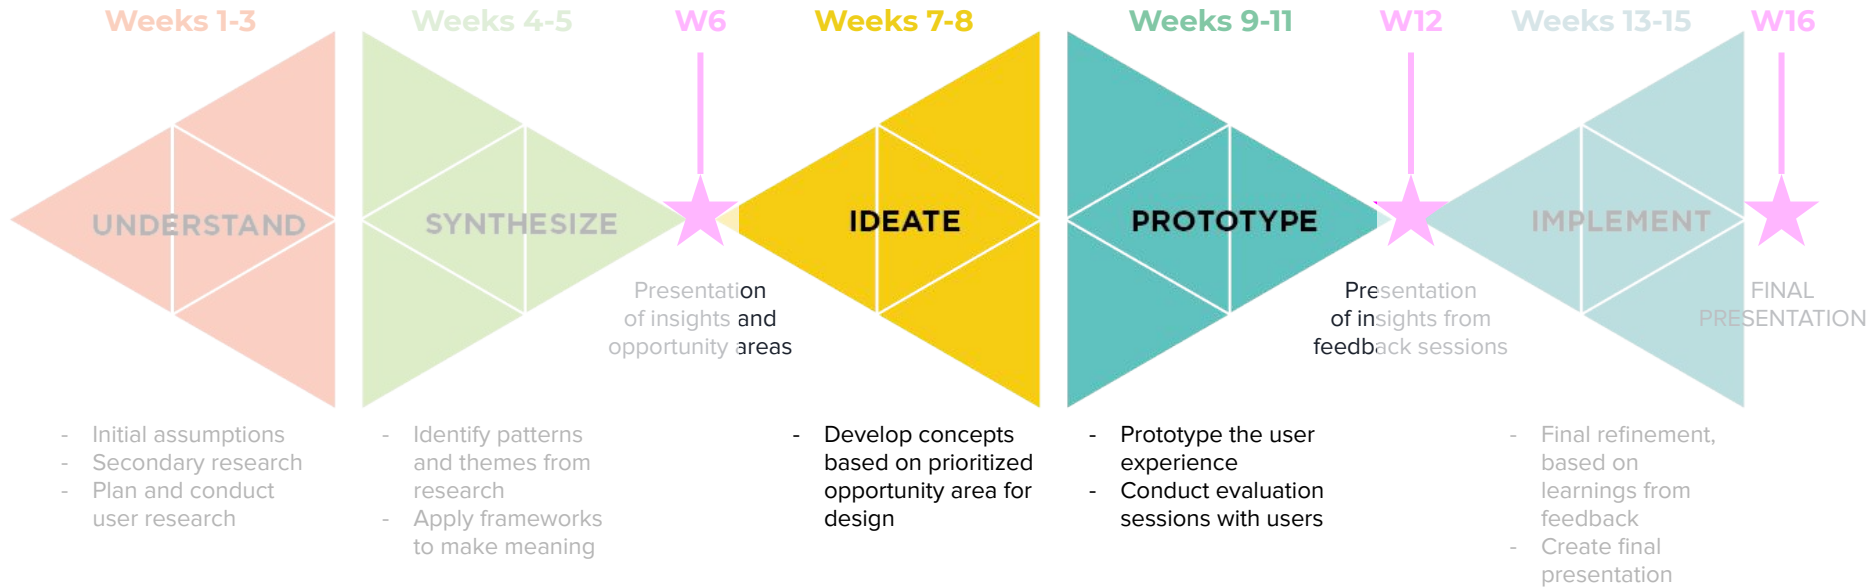 Weeks 1-3
Weeks 4-5
W6
Weeks 7-8
Weeks 9-11
W12
Weeks 13-15
W16
UNDERSTAND
SYNTHESIZE
IDEATE
PROTOTYPE
IMPLEMENT
Presentation
of insights and
opportunity areas
Presentation
of insights from
feedback sessions
FINAL
PRESENTATION
- Initial assumptions
- Secondary research
- Plan and conduct
user research
- Identify patterns
and themes from
research
- Apply frameworks
to make meaning
- Develop concepts
based on prioritized
opportunity area for
design
- Prototype the user
experience
- Conduct evaluation
sessions with users
- Final refinement,
based on
learnings from
feedback
- Create final
presentation